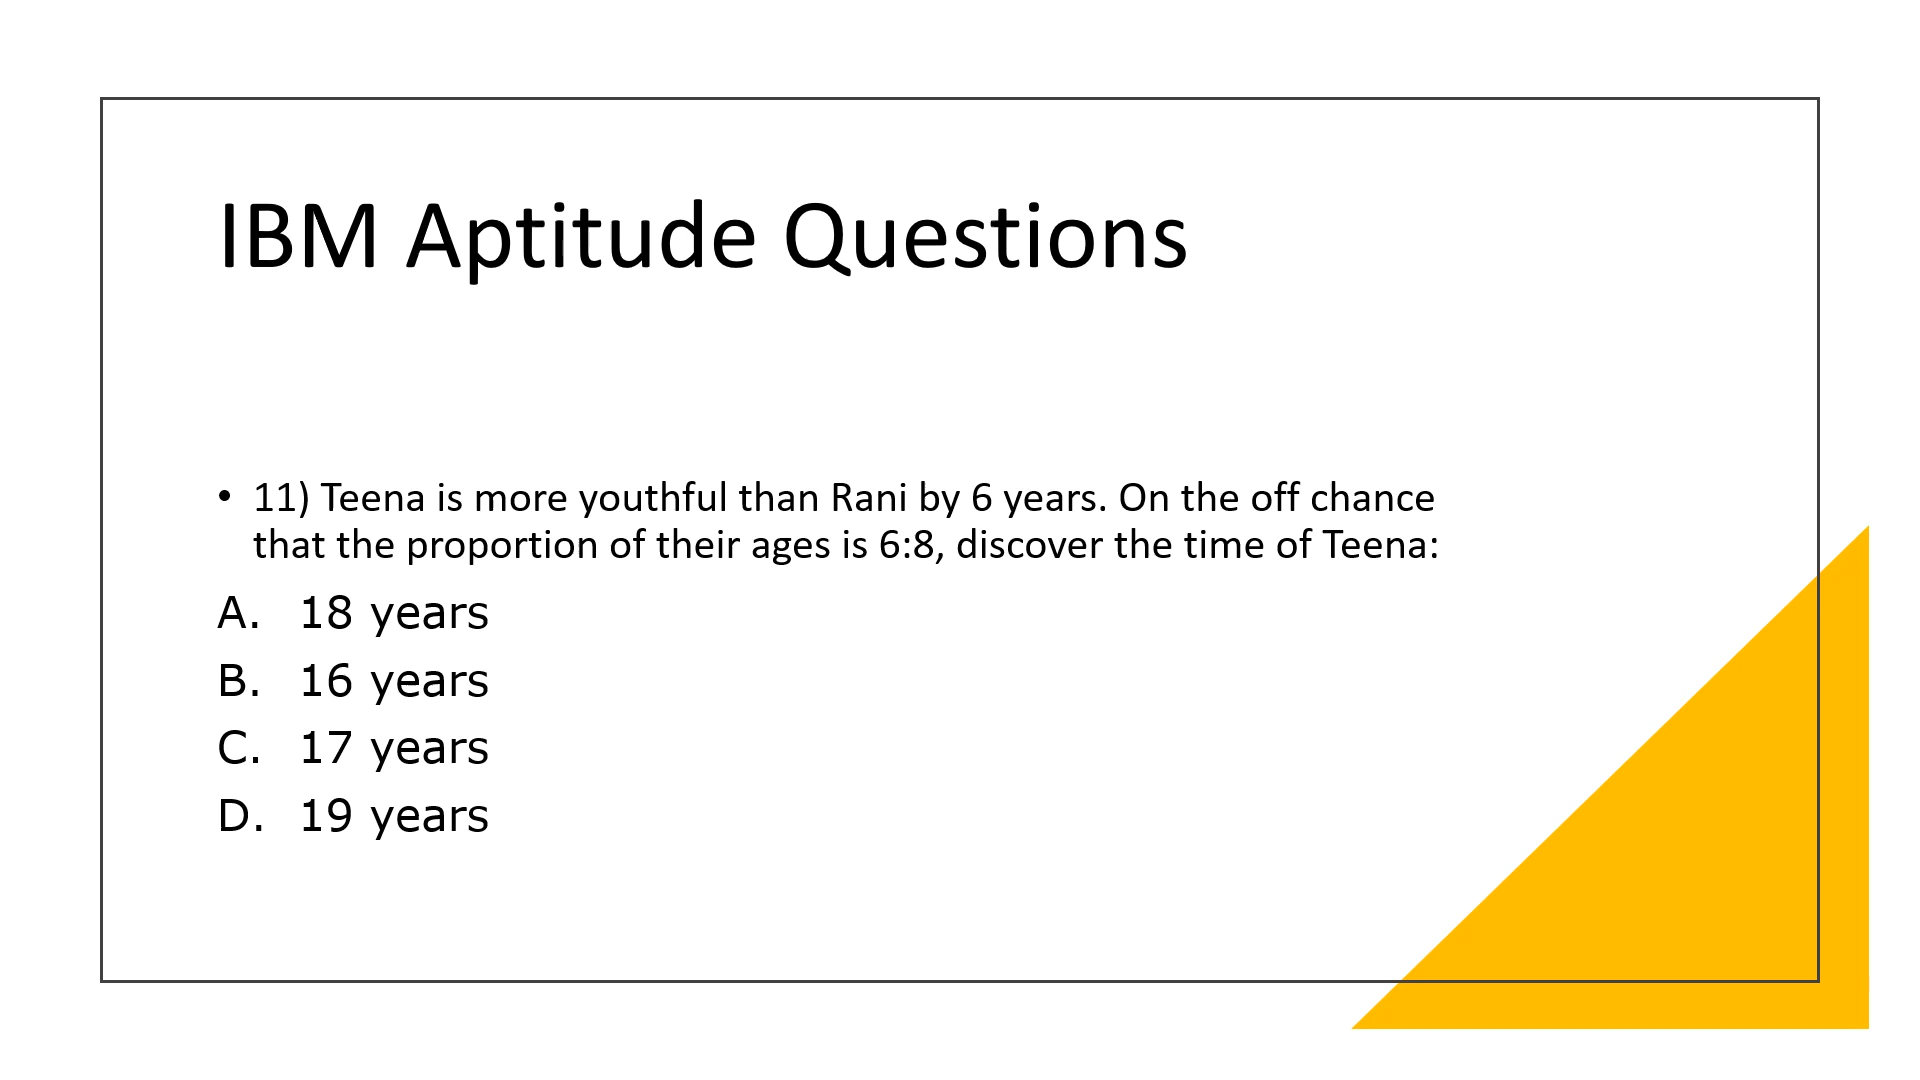 IBM Aptitude Questions
• 11) Teena is more youthful than Rani by 6 years. On the off chance
that the proportion of their ages is 6:8, discover the time of Teena:
A. 18 years
B. 16 years
C. 17 years
D. 19 years